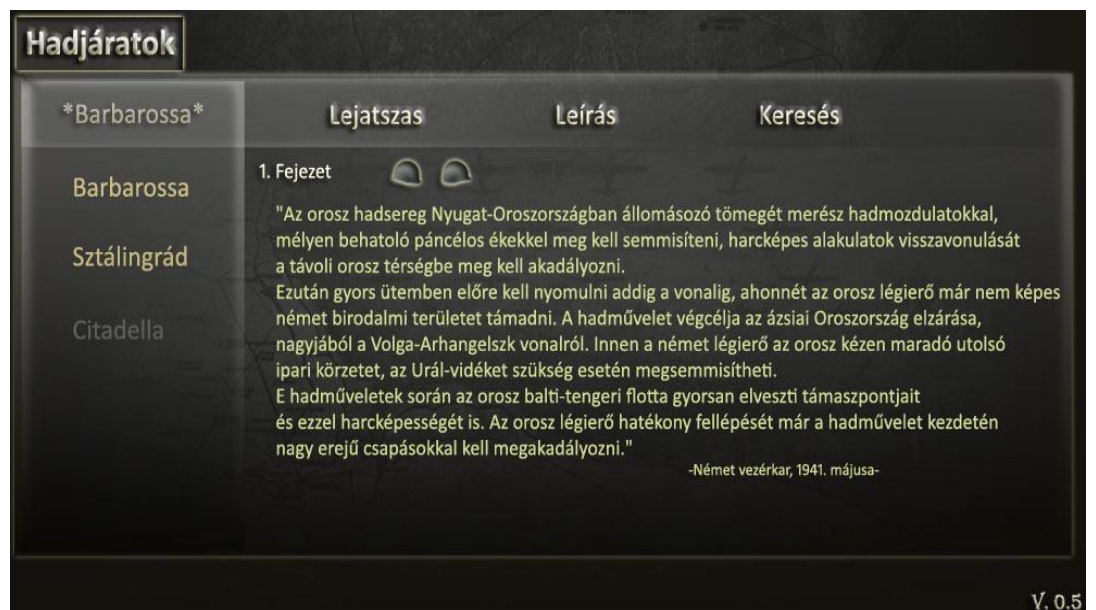 Hadjáratok
*Barbarossa*
Lejatszas
Leírás
Keresés
Barbarossa
Sztálingrád
Citadella
1. Fejezet
"Az orosz hadsereg Nyugat-Oroszországban állomásozó tömegét merész hadmozdulatokkal,
mélyen behatoló páncélos ékekkel meg kell semmisíteni, harcképes alakulatok visszavonulását
a távoli orosz térségbe meg kell akadályozni.
Ezután gyors ütemben előre kell nyomulni addig a vonalig, ahonnét az orosz légierő már nem képes
német birodalmi területet támadni. A hadművelet végcélja az ázsiai Oroszország elzárása,
nagyjából a Volga-Arhangelszk vonalról. Innen a német légierő az orosz kézen maradó utolsó
ipari körzetet, az Urál-vidéket szükség esetén megsemmisítheti.
E hadműveletek során az orosz balti-tengeri flotta gyorsan elveszti támaszpontjait
és ezzel harcképességét is. Az orosz légierő hatékony fellépését már a hadművelet kezdetén
nagy erejű csapásokkal kell megakadályozni."
-Német vezérkar, 1941. májusa-
V. 0.5